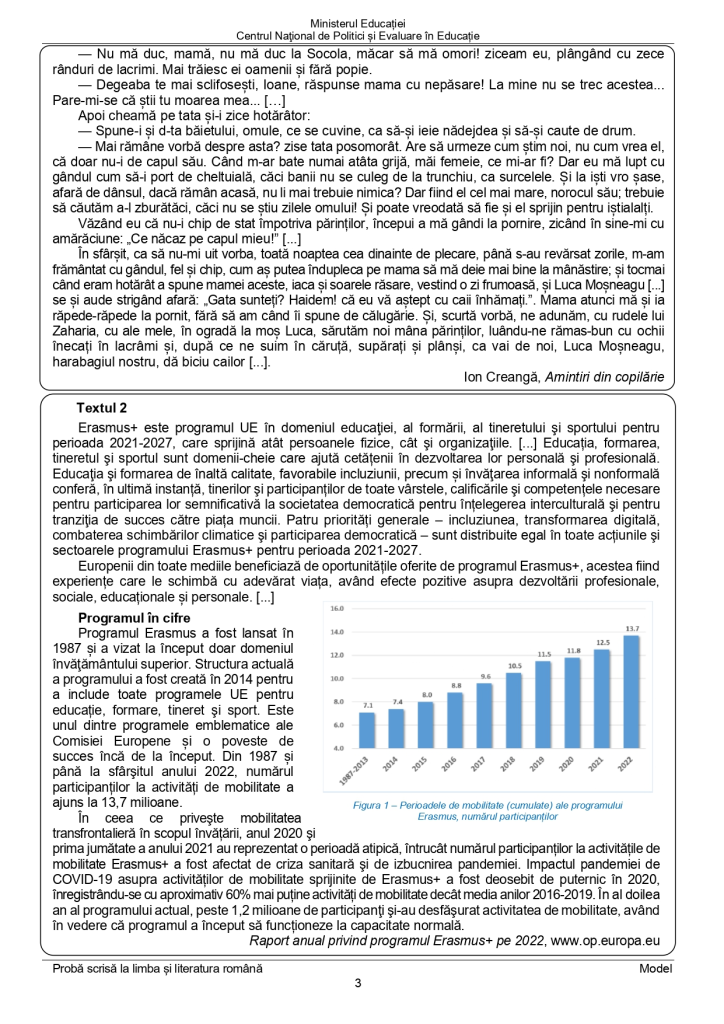 Ministerul Educației
Centrul Național de Politici și Evaluare în Educație
— Nu mă duc, mamă, nu mă duc la Socola, măcar să mă omori! ziceam eu, plângând cu zece
rânduri de lacrimi. Mai trăiesc ei oamenii și fără popie.
— Degeaba te mai sclifosești, Ioane, răspunse mama cu nepăsare! La mine nu se trec acestea...
Pare-mi-se că știi tu moarea mea... […]
Apoi cheamă pe tata și-i zice hotărâtor:
— Spune-i și d-ta băietului, omule, ce se cuvine, ca să-și ieie nădejdea și să-și caute de drum.
— Mai rămâne vorbă despre asta? zise tata posomorât. Are să urmeze cum știm noi, nu cum vrea el,
că doar nu-i de capul său. Când m-ar bate numai atâta grijă, măi femeie, ce mi-ar fi? Dar eu mă lupt cu
gândul cum să-i port de cheltuială, căci banii nu se culeg de la trunchiu, ca surcelele. Și la iști vro șase,
afară de dânsul, dacă rămân acasă, nu li mai trebuie nimica? Dar fiind el cel mai mare, norocul său; trebuie
să căutăm a-l zburătăci, căci nu se știu zilele omului! Și poate vreodată să fie și el sprijin pentru iștialalți.
Văzând eu că nu-i chip de stat împotriva părinților, începui a mă gândi la pornire, zicând în sine-mi cu
amărăciune: „Ce năcaz pe capul mieu!” [...]
În sfârșit, ca să nu-mi uit vorba, toată noaptea cea dinainte de plecare, până s-au revărsat zorile, m-am
frământat cu gândul, fel și chip, cum aș putea îndupleca pe mama să mă deie mai bine la mânăstire; și tocmai
când eram hotărât a spune mamei aceste, iaca și soarele răsare, vestind o zi frumoasă, și Luca Moșneagu [...]
se și aude strigând afară: „Gata sunteți? Haidem! că eu vă aștept cu caii înhămați.”. Mama atunci mă și ia
răpede-răpede la pornit, fără să am când îi spune de călugărie. Și, scurtă vorbă, ne adunăm, cu rudele lui
Zaharia, cu ale mele, în ogradă la moș Luca, sărutăm noi mâna părinților, luându-ne rămas-bun cu ochii
înecați în lacrămi și, după ce ne suim în căruță, supărați și plânși, ca vai de noi, Luca Moșneagu,
harabagiul nostru, dă biciu cailor [...].
Ion Creangă, Amintiri din copilărie
Textul 2
Erasmus+ este programul UE în domeniul educaţiei, al formării, al tineretului şi sportului pentru
perioada 2021-2027, care sprijină atât persoanele fizice, cât şi organizaţiile. [...] Educația, formarea,
tineretul şi sportul sunt domenii-cheie care ajută cetățenii în dezvoltarea lor personală şi profesională.
Educaţia şi formarea de înaltă calitate, favorabile incluziunii, precum și învăţarea informală şi nonformală
conferă, în ultimă instanță, tinerilor şi participanților de toate vârstele, calificările şi competențele necesare
pentru participarea lor semnificativă la societatea democratică pentru înțelegerea interculturală şi pentru
tranziţia de succes către piața muncii. Patru priorități generale – incluziunea, transformarea digitală,
combaterea schimbărilor climatice şi participarea democratică – sunt distribuite egal în toate acțiunile şi
sectoarele programului Erasmus+ pentru perioada 2021-2027.
Europenii din toate mediile beneficiază de oportunitățile oferite de programul Erasmus+, acestea fiind
experiențe care le schimbă cu adevărat viața, având efecte pozitive asupra dezvoltării profesionale,
sociale, educaționale și personale. [...]
Programul în cifre
Programul Erasmus a fost lansat în
1987 și a vizat la început doar domeniul
învăţământului superior. Structura actuală
a programului a fost creată în 2014 pentru
a include toate programele UE pentru
educație, formare, tineret şi sport. Este
unul dintre programele emblematice ale
Comisiei Europene și o poveste de
succes încă de la început. Din 1987 și
până la sfârșitul anului 2022, numărul
participanților la activități de mobilitate a
ajuns la 13,7 milioane.
16.0
14.0
12.0
10.0
8.0
6.0
4.0
7.1
7.4
8.0
8.8
9.6
10.5
11.5
11.8
12.5
13.7
1987-2013
2014
2015
2016
2017
2018
2019
2020
2021
2022
Figura 1 – Perioadele de mobilitate (cumulate) ale programului
Erasmus, numărul participanților
În ceea ce privește mobilitatea
transfrontalieră în scopul învățării, anul 2020 şi
prima jumătate a anului 2021 au reprezentat o perioadă atipică, întrucât numărul participanților la activitățile de
mobilitate Erasmus+ a fost afectat de criza sanitară şi de izbucnirea pandemiei. Impactul pandemiei de
COVID-19 asupra activităților de mobilitate sprijinite de Erasmus+ a fost deosebit de puternic în 2020,
înregistrându-se cu aproximativ 60% mai puține activități de mobilitate decât media anilor 2016-2019. În al doilea
an al programului actual, peste 1,2 milioane de participanţi şi-au desfăşurat activitatea de mobilitate, având
în vedere că programul a început să funcționeze la capacitate normală.
Raport anual privind programul Erasmus+ pe 2022, www.op.europa.eu
Probă scrisă la limba și literatura română
Model
3